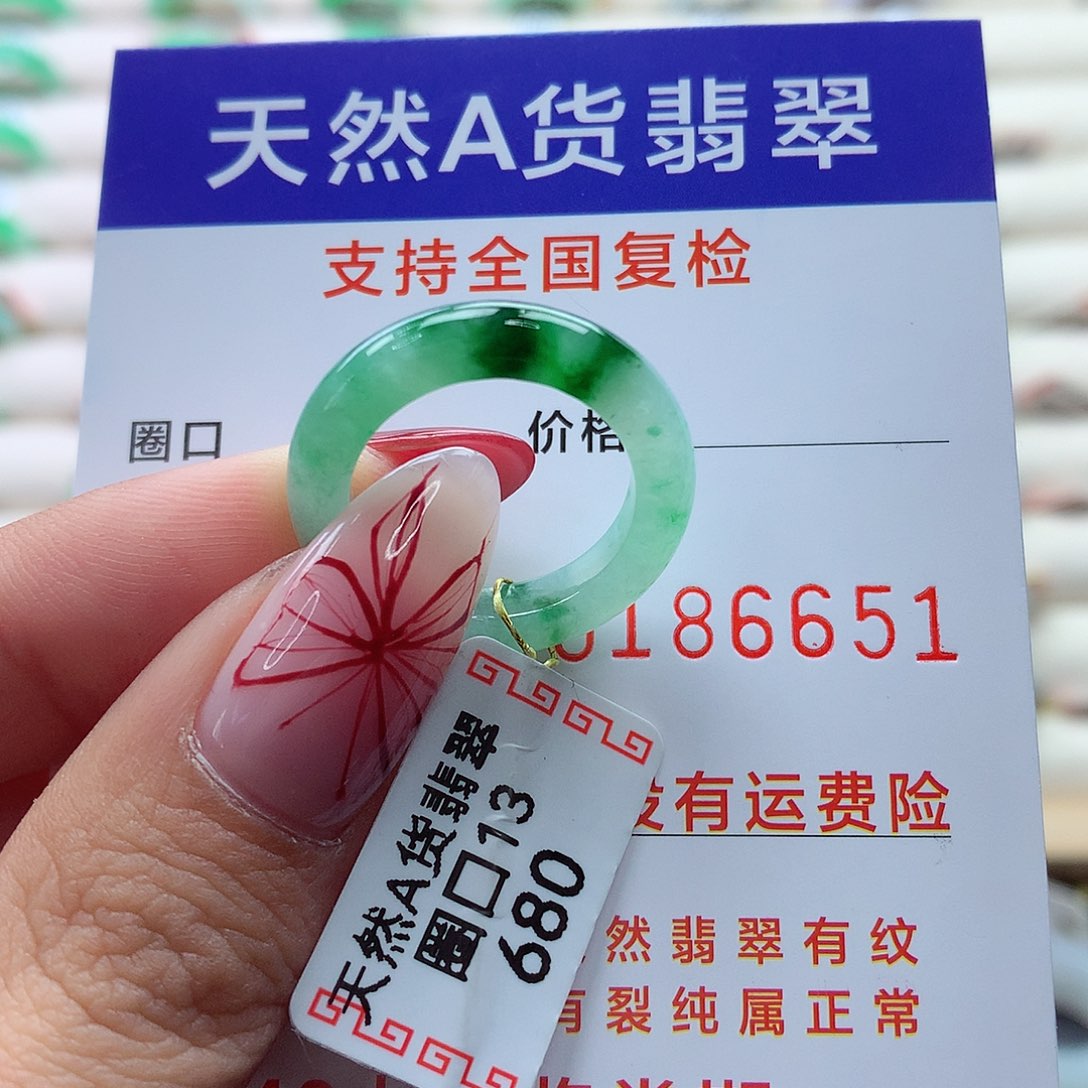 天然A货翡翠
支持全国复检
圈口
价格
186651
有运费险
然翡翠有纹
有裂纯属正常
天然A货翡翠
圈口13
680